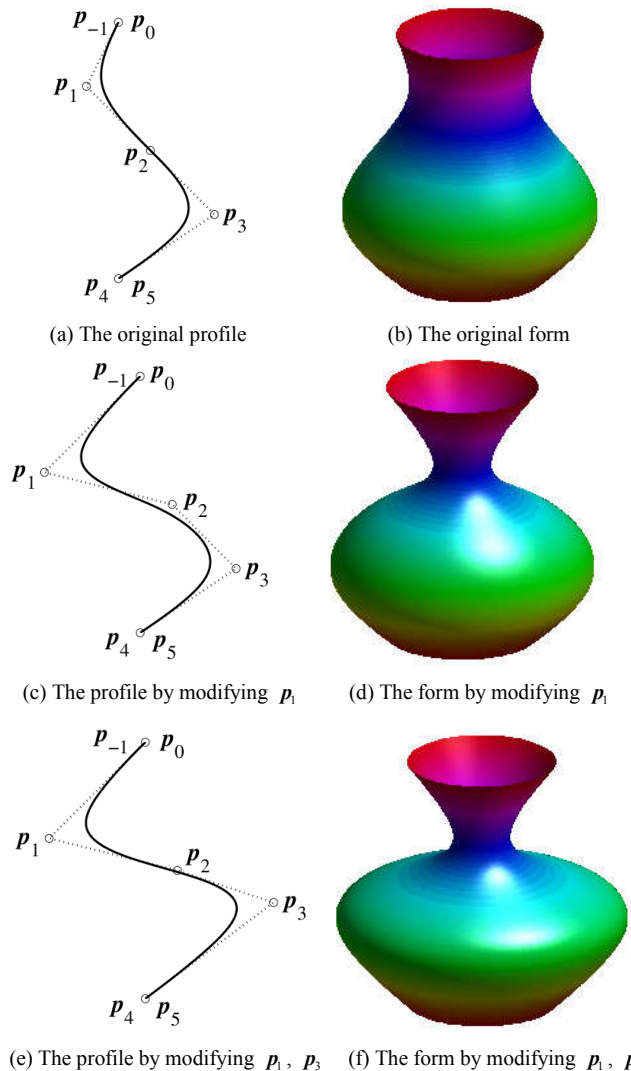 p₋₁ p₀
p₁
p₂
p₃
p₄ p₅
(a) The original profile (b) The original form
p₋₁ p₀
p₁
p₂
p₃
p₄ p₅
(c) The profile by modifying p₁ (d) The form by modifying p₁
p₋₁ p₀
p₁
p₂
p₃
p₄ p₅
(e) The profile by modifying p₁, p₃ (f) The form by modifying p₁, p